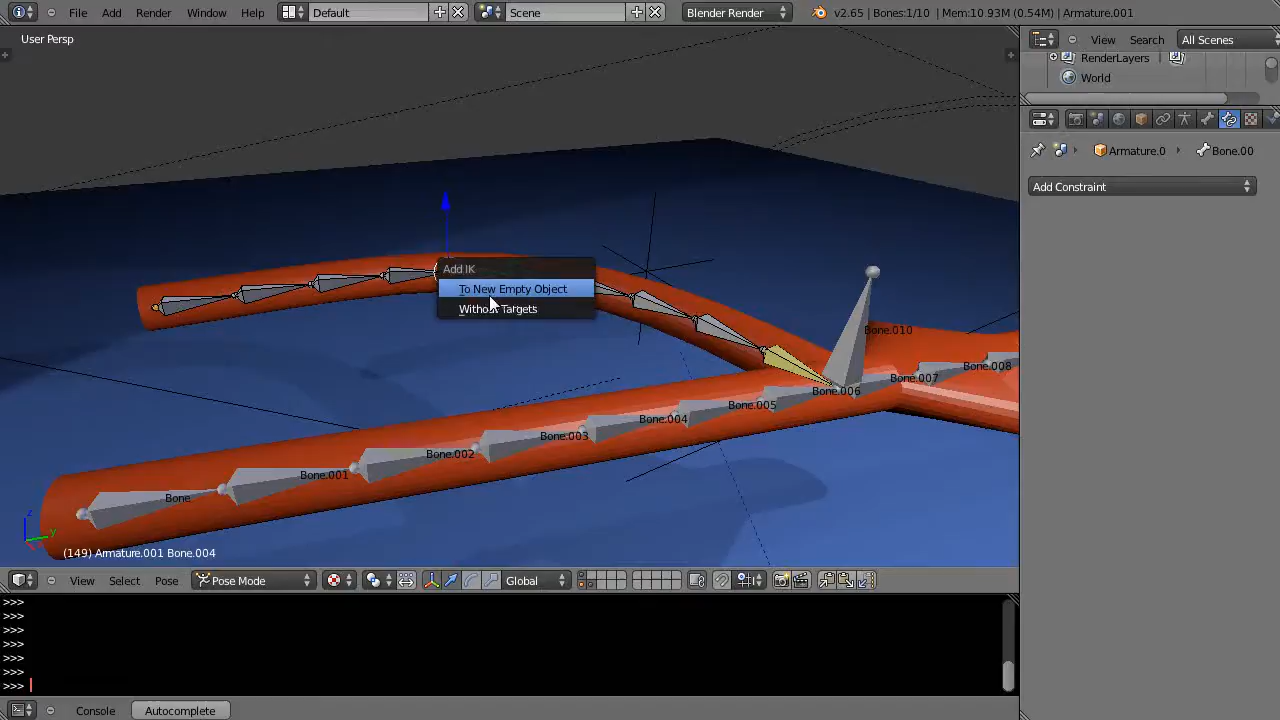 File Add Render Window Help Default Scene Blender Render v2.65 | Bones:1/10 | Mem:10.93M (0.54M) | Armature.001
User Persp
View Search All Scenes
RenderLayers
World
Armature.0 Bone.00
Add Constraint
Add IK
To New Empty Object
Without Targets
Bone.010
Bone.008
Bone.007
Bone.006
Bone.005
Bone.004
Bone.003
Bone.002
Bone.001
Bone
z
y
(149) Armature.001 Bone.004
View Select Pose Pose Mode Global
>>>
>>>
>>>
>>>
>>>
>>>
>>>
Console Autocomplete